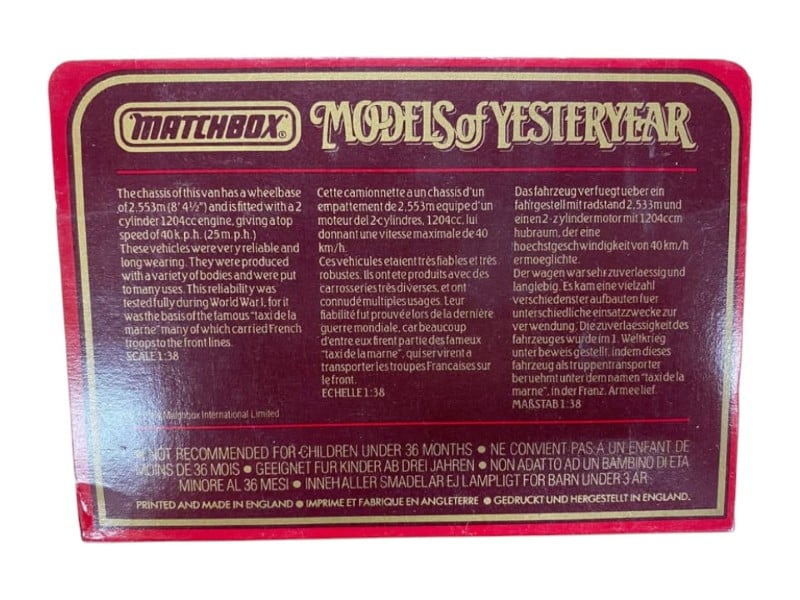 MATCHBOX®
MODELS of YESTERYEAR
The chassis of this van has a wheelbase
of 2.553m (8' 4½") and is fitted with a 2
cylinder 1204cc engine, giving a top
speed of 40 k.p.h. (25 m.p.h.)
These vehicles were very reliable and
long wearing. They were produced
with a variety of bodies and were put
to many uses. This reliability was
tested fully during World War I, for it
was the basis of the famous "taxi de la
marne" many of which carried French
troops to the front lines.
SCALE 1:38
Matchbox International Limited
Cette camionnette a un chassis d'un
empattement de 2,553m equipe d'un
moteur del 2 cylindres, 1204cc, lui
donnant une vitesse maximale de 40
km/h.
Ces vehicules etaient très fiables et très
robustes. Ils ont ete produits avec des
carrosseries très diverses, et ont
connu dé multiples usages. Leur
fiabilité fut prouvée lors de la dernière
guerre mondiale, car beaucoup
d'entre eux firent partie des fameux
"taxi de la marne", qui servirent a
transporter les troupes Francaises sur
le front.
ECHELLE 1:38
Das fahrzeug verfuegt ueber ein
fahrgestell mit radstand 2,533m und
einen 2-zylinder motor mit 1204ccm
hubraum, der eine
hoechstgeschwindigkeit von 40 km/h
ermoeglichte.
Der wagen war sehr zuverlaessig und
langlebig. Es kam eine vielzahl
verschiedenster aufbauten fuer
unterschiedliche einsatzzwecke zur
verwendung. Die zuverlaessigkeit des
fahrzeuges wurde im 1. Weltkrieg
unter beweis gestellt, indem dieses
fahrzeug als truppentransporter
beruehmt unter dem namen "taxi de la
marne", in der Franz. Armee lief.
MAßSTAB 1:38
NOT RECOMMENDED FOR CHILDREN UNDER 36 MONTHS ● NE CONVIENT PAS A UN ENFANT DE
MOINS DE 36 MOIS ● GEEIGNET FUR KINDER AB DREI JAHREN ● NON ADATTO AD UN BAMBINO DI ETA
MINORE AL 36 MESI ● INNEHALLER SMADELAR EJ LAMPLIGT FOR BARN UNDER 3 AR
PRINTED AND MADE IN ENGLAND ● IMPRIME ET FABRIQUE EN ANGLETERRE ● GEDRUCKT UND HERGESTELLT IN ENGLAND.